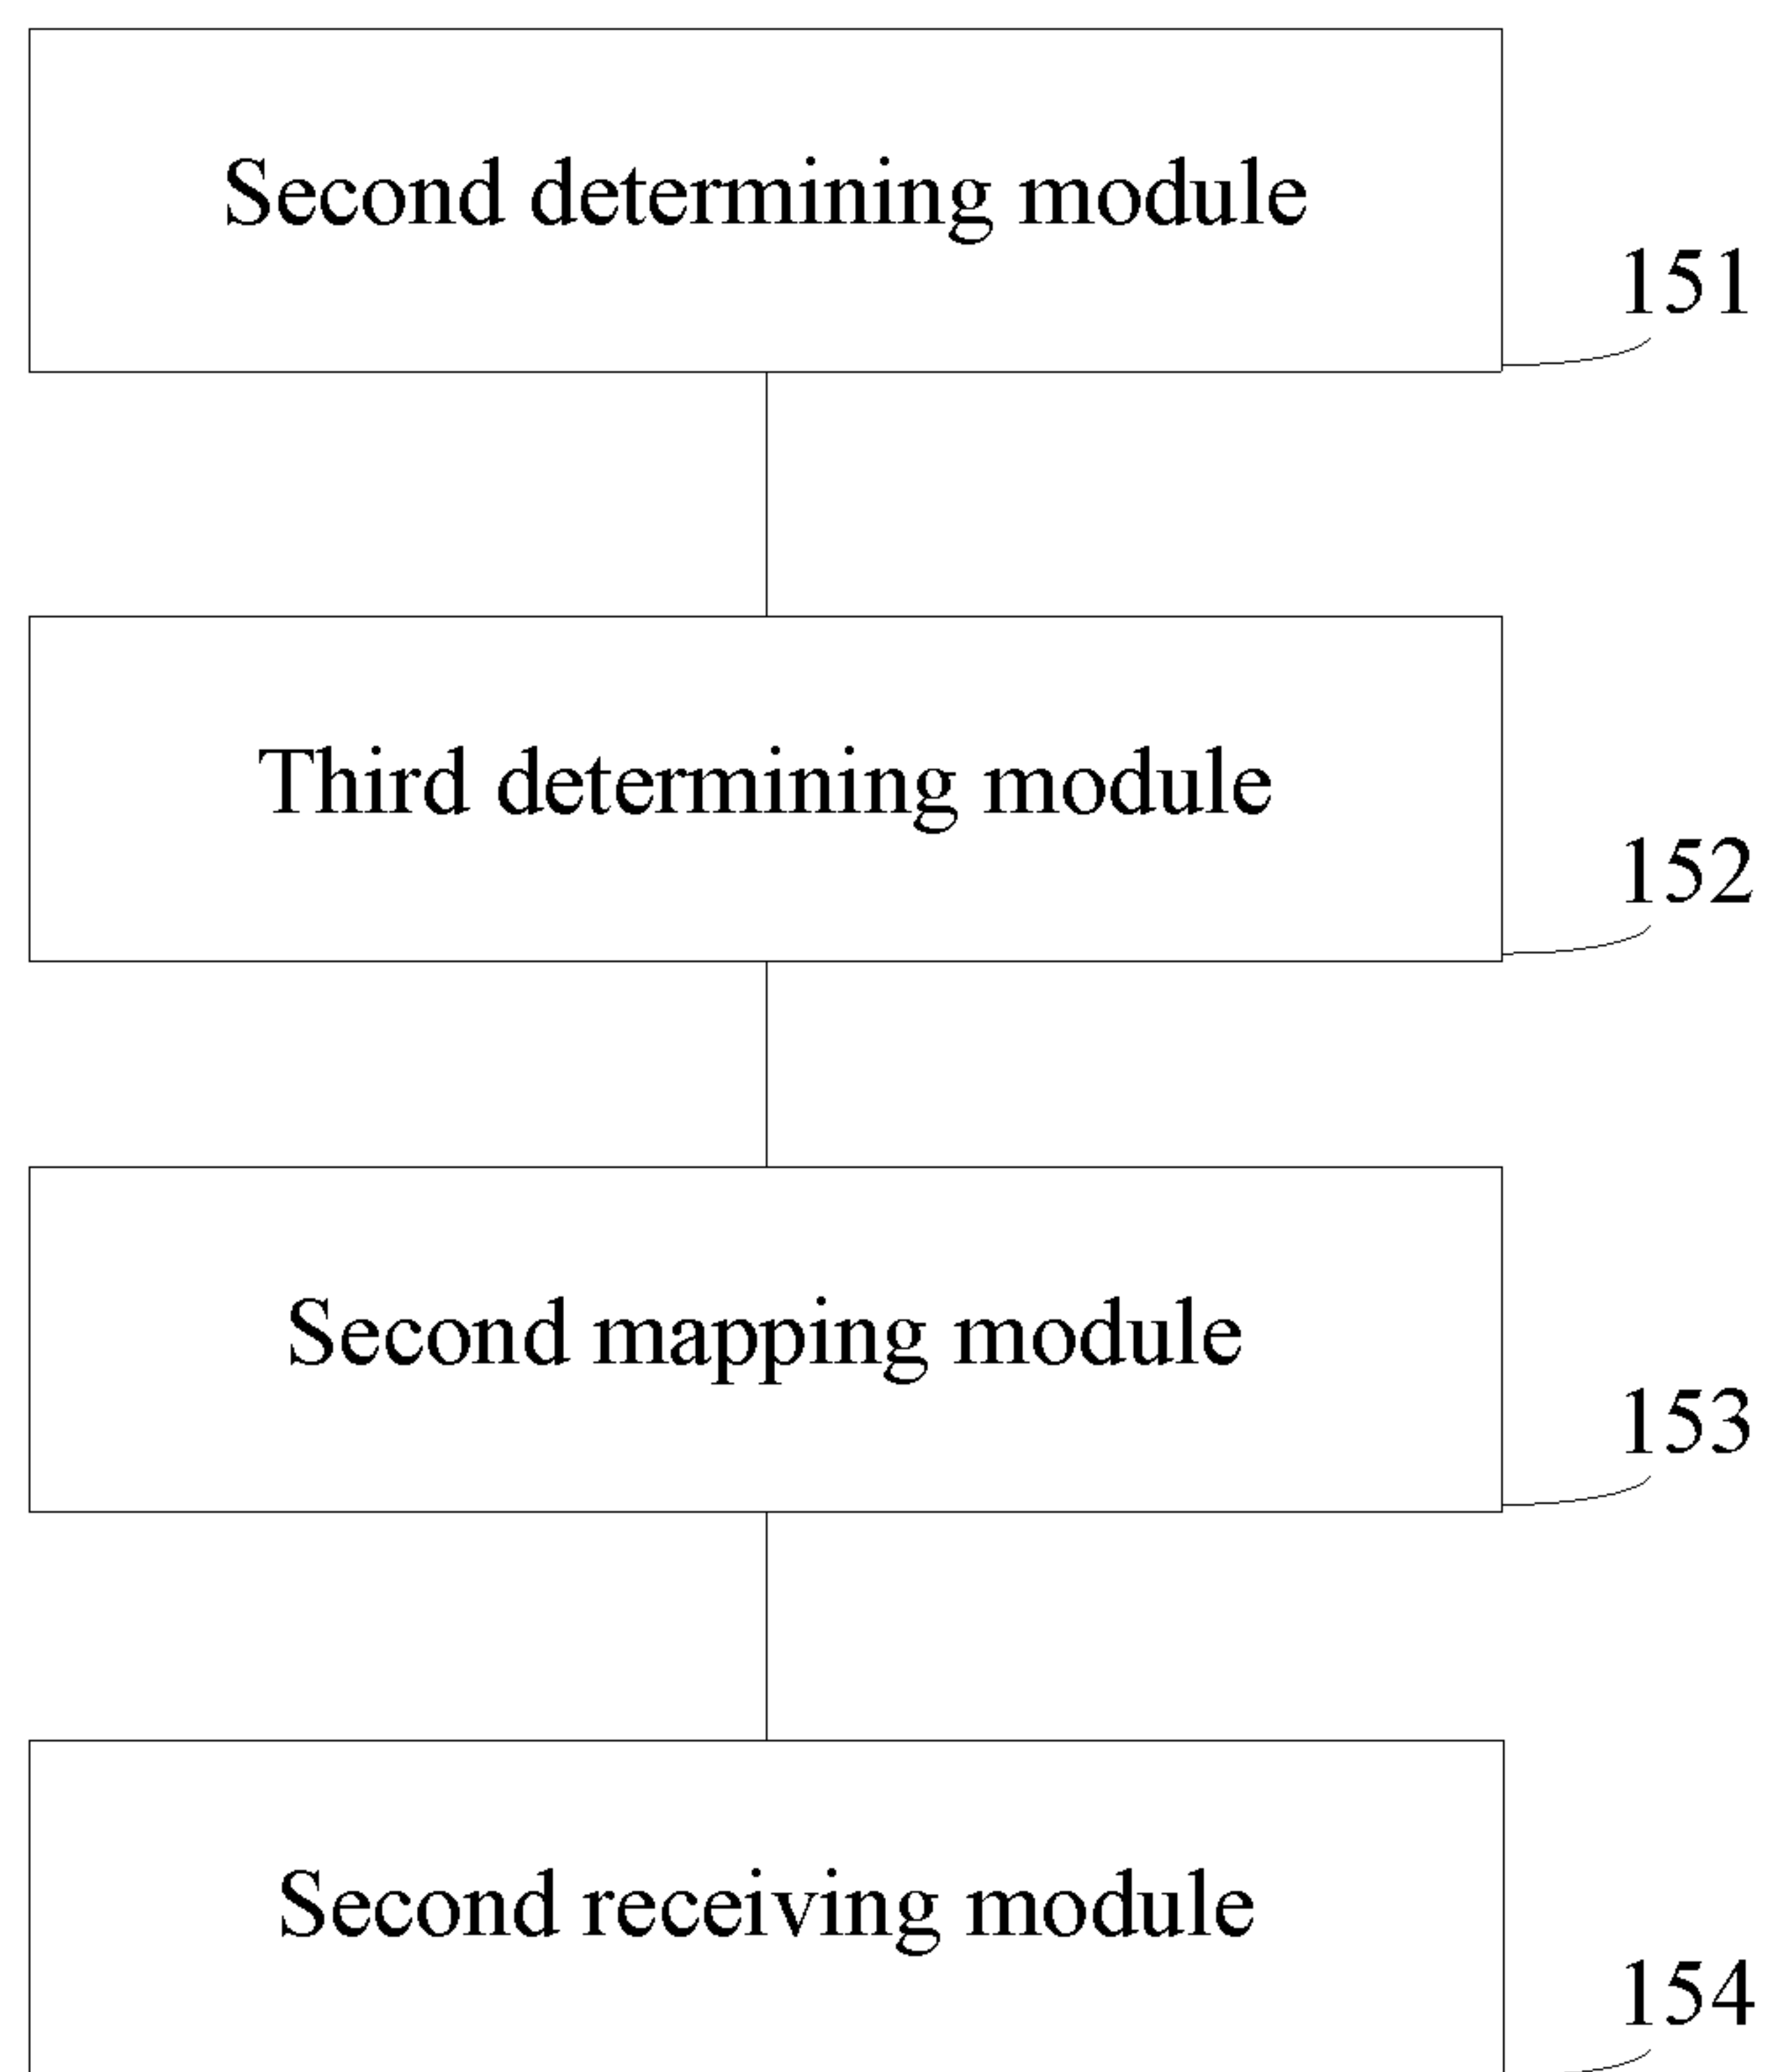 Second determining module
151
Third determining module
152
Second mapping module
153
Second receiving module
154